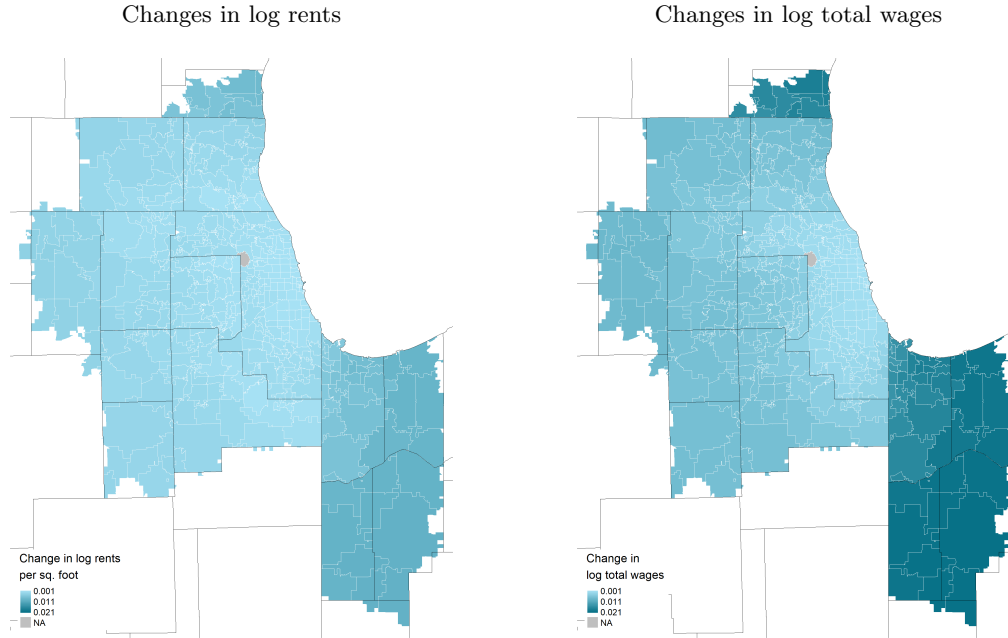 Changes in log rents
Changes in log total wages
Change in log rents
per sq. foot
0.001
0.011
0.021
NA
Change in
log total wages
0.001
0.011
0.021
NA